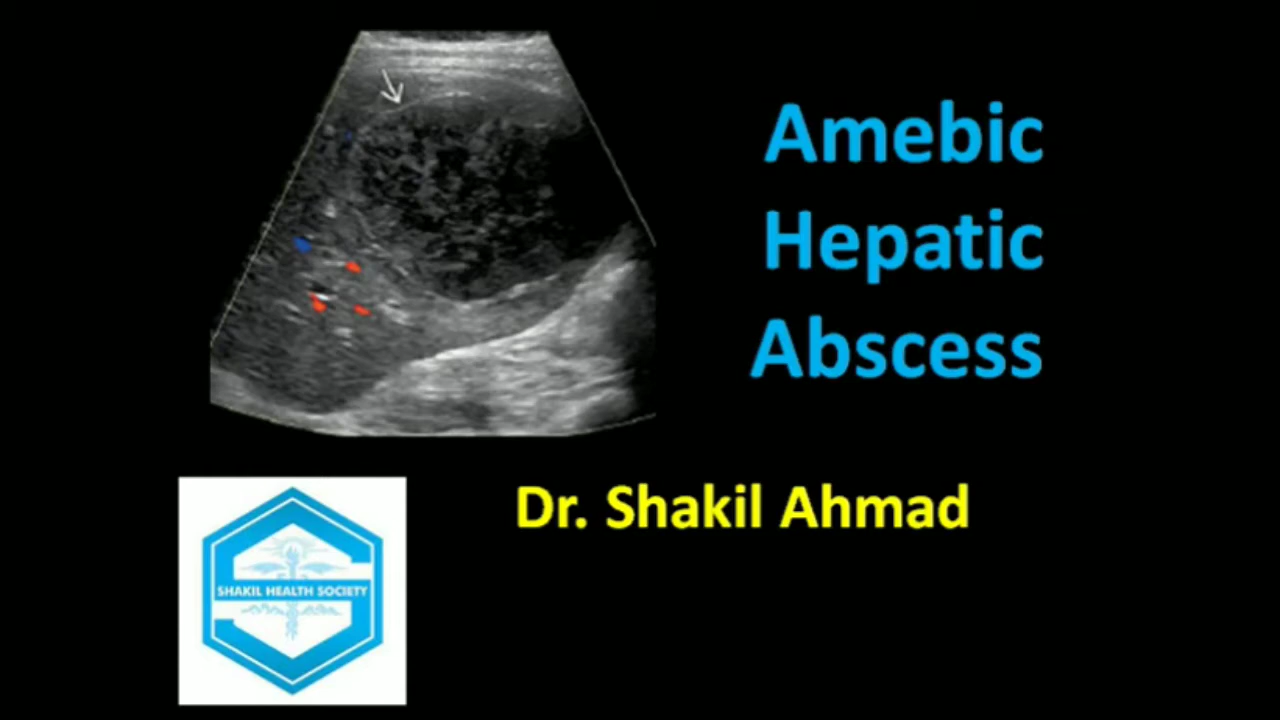 Amebic
Hepatic
Abscess
Dr. Shakil Ahmad
SHAKIL HEALTH SOCIETY